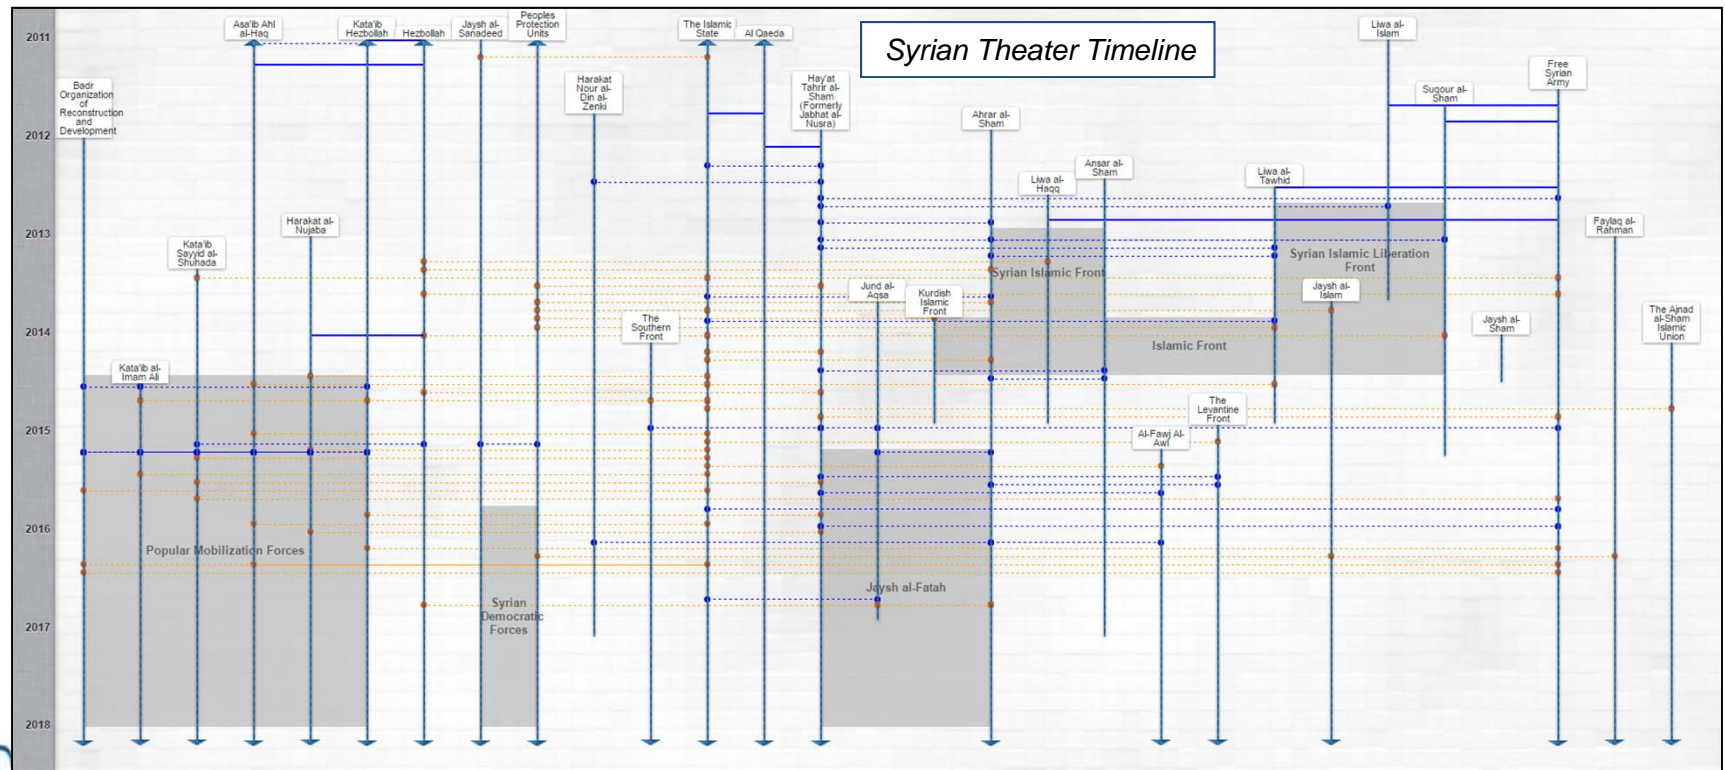 Syrian Theater Timeline
2011
2012
2013
2014
2015
2016
2017
2018
Badr
Organization
of
Reconstruction
and
Development
Kata'ib al-
Imam Ali
Kata'ib
Sayyid al-
Shuhada
Asa'ib Ahl
al-Haq
Harakat al-
Nujaba
Kata'ib
Hezbollah
Hezbollah
Jaysh al-
Sanadeed
Peoples
Protection
Units
Harakat
Nour al-
Din al-
Zenki
The
Southern
Front
The Islamic
State
Al Qaeda
Hay'at
Tahrir al-
Sham
(Formerly
Jabhat al-
Nusra)
Jund al-
Aqsa
Kurdish
Islamic
Front
Ahrar al-
Sham
Liwa al-
Haqq
Ansar al-
Sham
Al-Fawj Al-
Awl
The
Levantine
Front
Liwa al-
Tawhid
Jaysh al-
Islam
Liwa al-
Islam
Suqour al-
Sham
Jaysh al-
Sham
Free
Syrian
Army
Faylaq al-
Rahman
The Ajnad
al-Sham
Islamic
Union
Syrian Islamic Front
Syrian Islamic Liberation
Front
Islamic Front
Popular Mobilization Forces
Syrian
Democratic
Forces
Jaysh al-Fatah